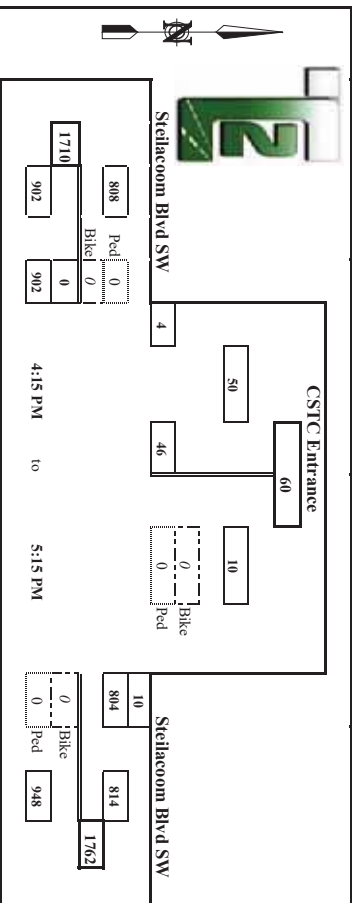 N
CSTC Entrance
60
50 10
0 Bike
4 46
0 Ped
Steilacoom Blvd SW
Steilacoom Blvd SW
10
808
Ped 0
804 814
Bike 0
1762
1710 0
0 Bike
902 902
0 Ped
948
4:15 PM to 5:15 PM